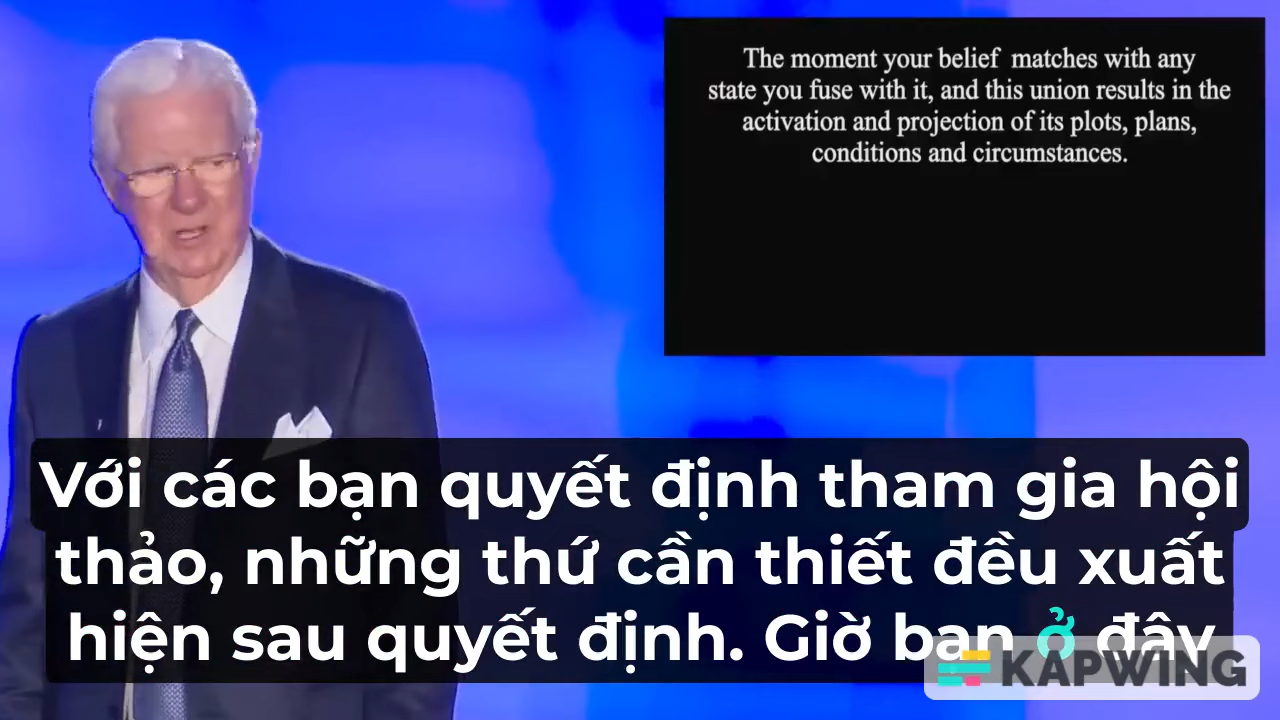 The moment your belief matches with any
state you fuse with it, and this union results in the
activation and projection of its plots, plans,
conditions and circumstances.
Với các bạn quyết định tham gia hội
thảo, những thứ cần thiết đều xuất
hiện sau quyết định. Giờ bạn ở đây
KAPWING